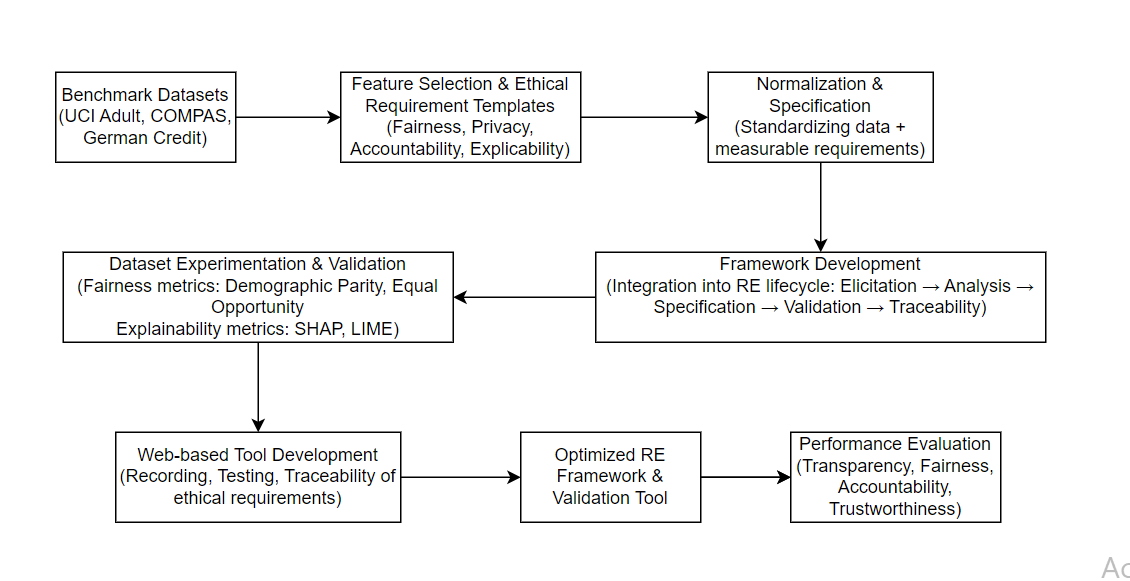 Benchmark Datasets
(UCI Adult, COMPAS,
German Credit)
Feature Selection & Ethical
Requirement Templates
(Fairness, Privacy,
Accountability, Explicability)
Normalization &
Specification
(Standardizing data +
measurable requirements)
Framework Development
(Integration into RE lifecycle: Elicitation → Analysis →
Specification → Validation → Traceability)
Dataset Experimentation & Validation
(Fairness metrics: Demographic Parity, Equal
Opportunity
Explainability metrics: SHAP, LIME)
Web-based Tool Development
(Recording, Testing, Traceability of
ethical requirements)
Optimized RE
Framework &
Validation Tool
Performance Evaluation
(Transparency, Fairness,
Accountability,
Trustworthiness)